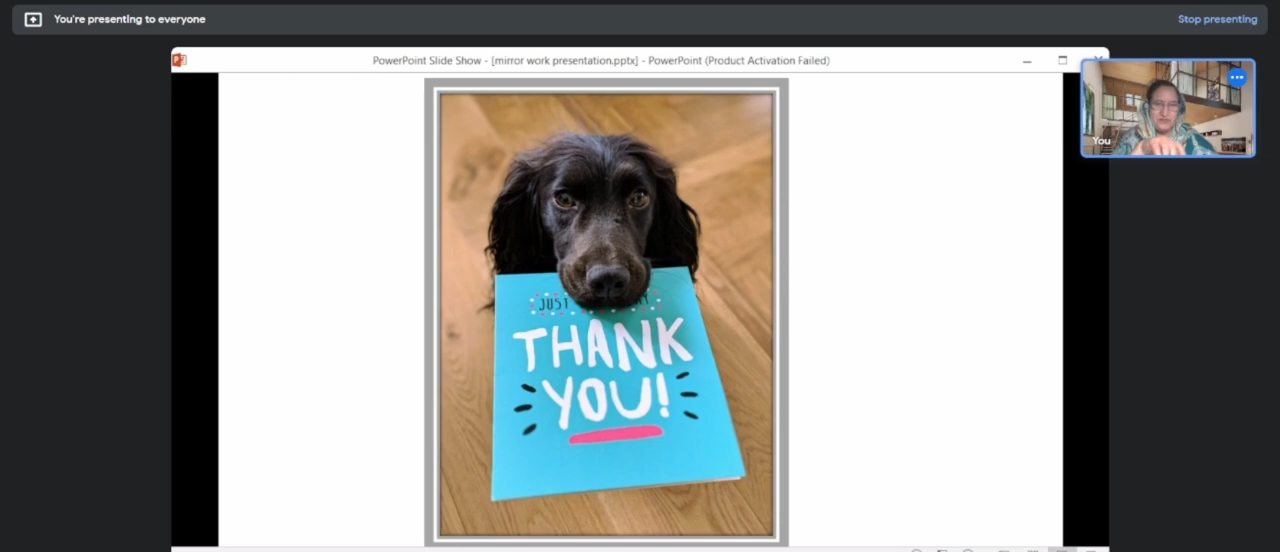 You're presenting to everyone
Stop presenting
PowerPoint Slide Show - [mirror work presentation.pptx] - PowerPoint (Product Activation Failed)
You
JUST
THANK
YOU!